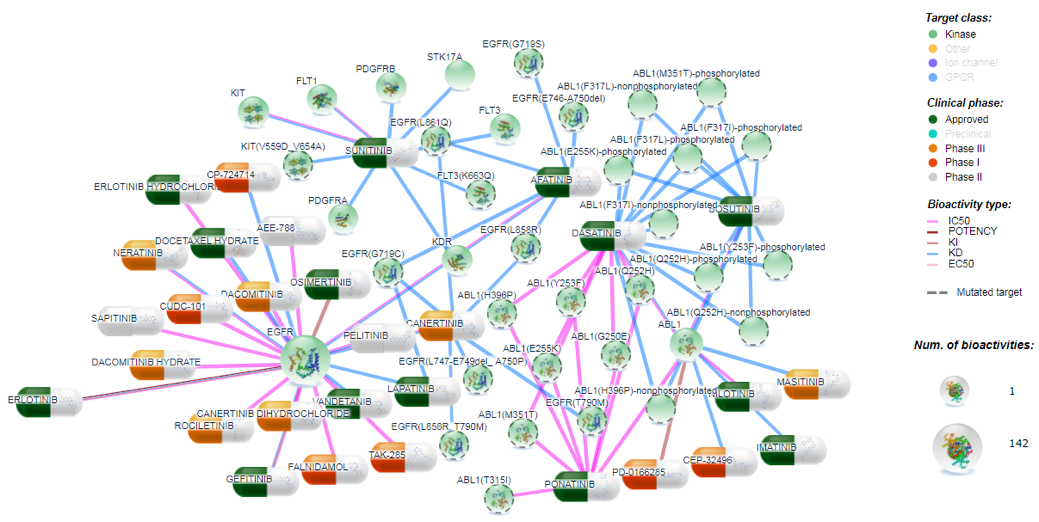 Target class:
Kinase
Other
Ion channel
GPCR
Clinical phase:
Approved
Preclinical
Phase III
Phase I
Phase II
Bioactivity type:
IC50
POTENCY
KI
KD
EC50
Mutated target
Num. of bioactivities:
1
142
EGFR(G719S)
STK17A
PDGFRB
FLT1
KIT
ABL1(M351T)-phosphorylated
ABL1(F317L)-nonphosphorylated
EGFR(E746-A750del)
FLT3
EGFR(L861Q)
ABL1(F317I)-phosphorylated
ABL1(F317L)-phosphorylated
KIT(V559D_V654A)
SUNITINIB
ABL1(E255K)-phosphorylated
CP-724714
FLT3(K663Q)
AFATINIB
ERLOTINIB HYDROCHLORI
PDGFRA
ABL1(F317I)-nonphosphorylated
BOSUTINIB
AEE-788
EGFR(L858R)
DASATINIB
DOCETAXEL HYDRATE
KDR
ABL1(Y253F)-phosphorylated
NERATINIB
EGFR(G719C)
ABL1(Q252H)-phosphorylated
ABL1(Q252H)
OSIMERTINIB
ABL1(Y253F)
DACOMITINIB
ABL1(H396P)
CUDC-101
ABL1(Q252H)-nonphosphorylated
SAPITINIB
CANERTINIB
ABL1
EGFR
PELITINIB
ABL1(G250E)
ABL1(E255K)
DACOMITINIB HYDRATE
EGFR(L747-E749del_ A750P)
MASITINIB
LAPATINIB
ABL1(H396P)-nonphosphorylated
NILOTINIB
ERLOTINIB
VANDETANIB
EGFR(T790M)
CANERTINIB DIHYDROCHLORIDE
ABL1(M351T)
ROCILETINIB
EGFR(L858R_T790M)
IMATINIB
TAK-285
CEP-32496
FALNIDAMOL
PD-0166285
GEFITINIB
ABL1(T315I)
PONATINIB